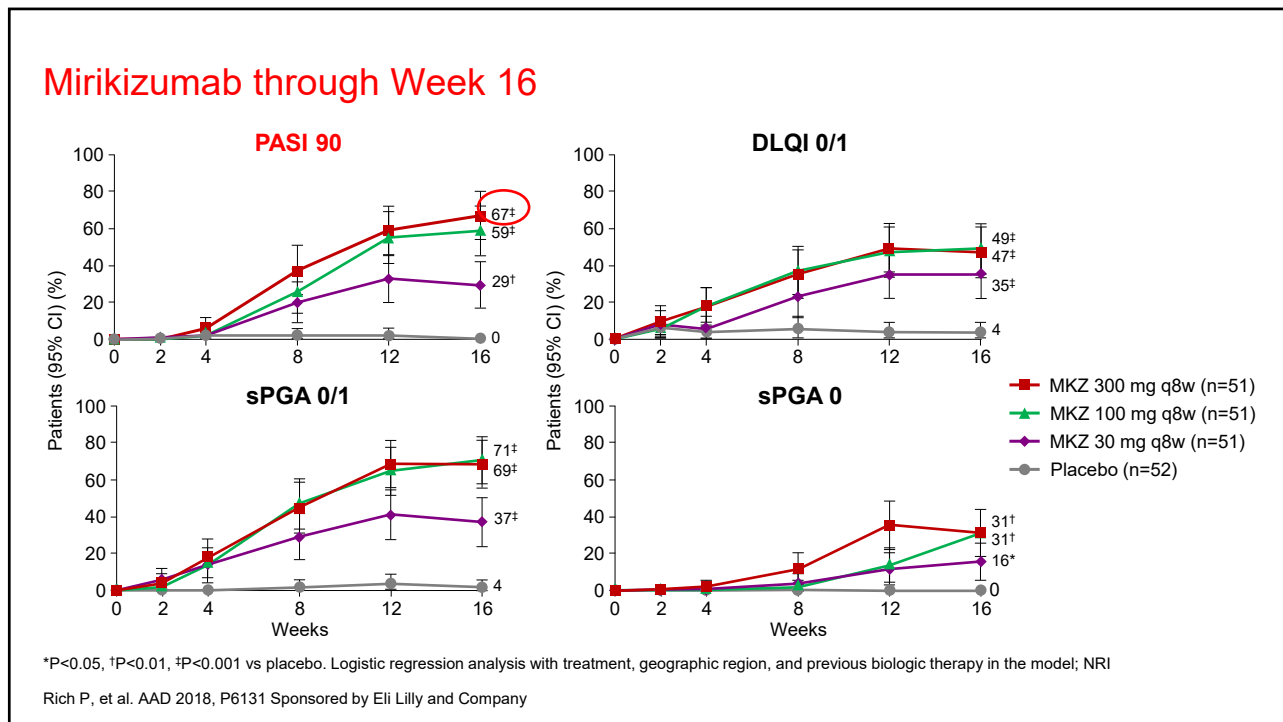 Mirikizumab through Week 16
PASI 90
Patients (95% CI) (%)
100
80
60
40
20
0
0 2 4 8 12 16
67‡
59‡
29†
0
DLQI 0/1
Patients (95% CI) (%)
100
80
60
40
20
0
0 2 4 8 12 16
49‡
47‡
35‡
4
sPGA 0/1
100
80
60
40
20
0
0 2 4 8 12 16
Weeks
71‡
69‡
37‡
4
sPGA 0
100
80
60
40
20
0
0 2 4 8 12 16
Weeks
31†
31†
16*
0
MKZ 300 mg q8w (n=51)
MKZ 100 mg q8w (n=51)
MKZ 30 mg q8w (n=51)
Placebo (n=52)
*P<0.05, †P<0.01, ‡P<0.001 vs placebo. Logistic regression analysis with treatment, geographic region, and previous biologic therapy in the model; NRI
Rich P, et al. AAD 2018, P6131 Sponsored by Eli Lilly and Company